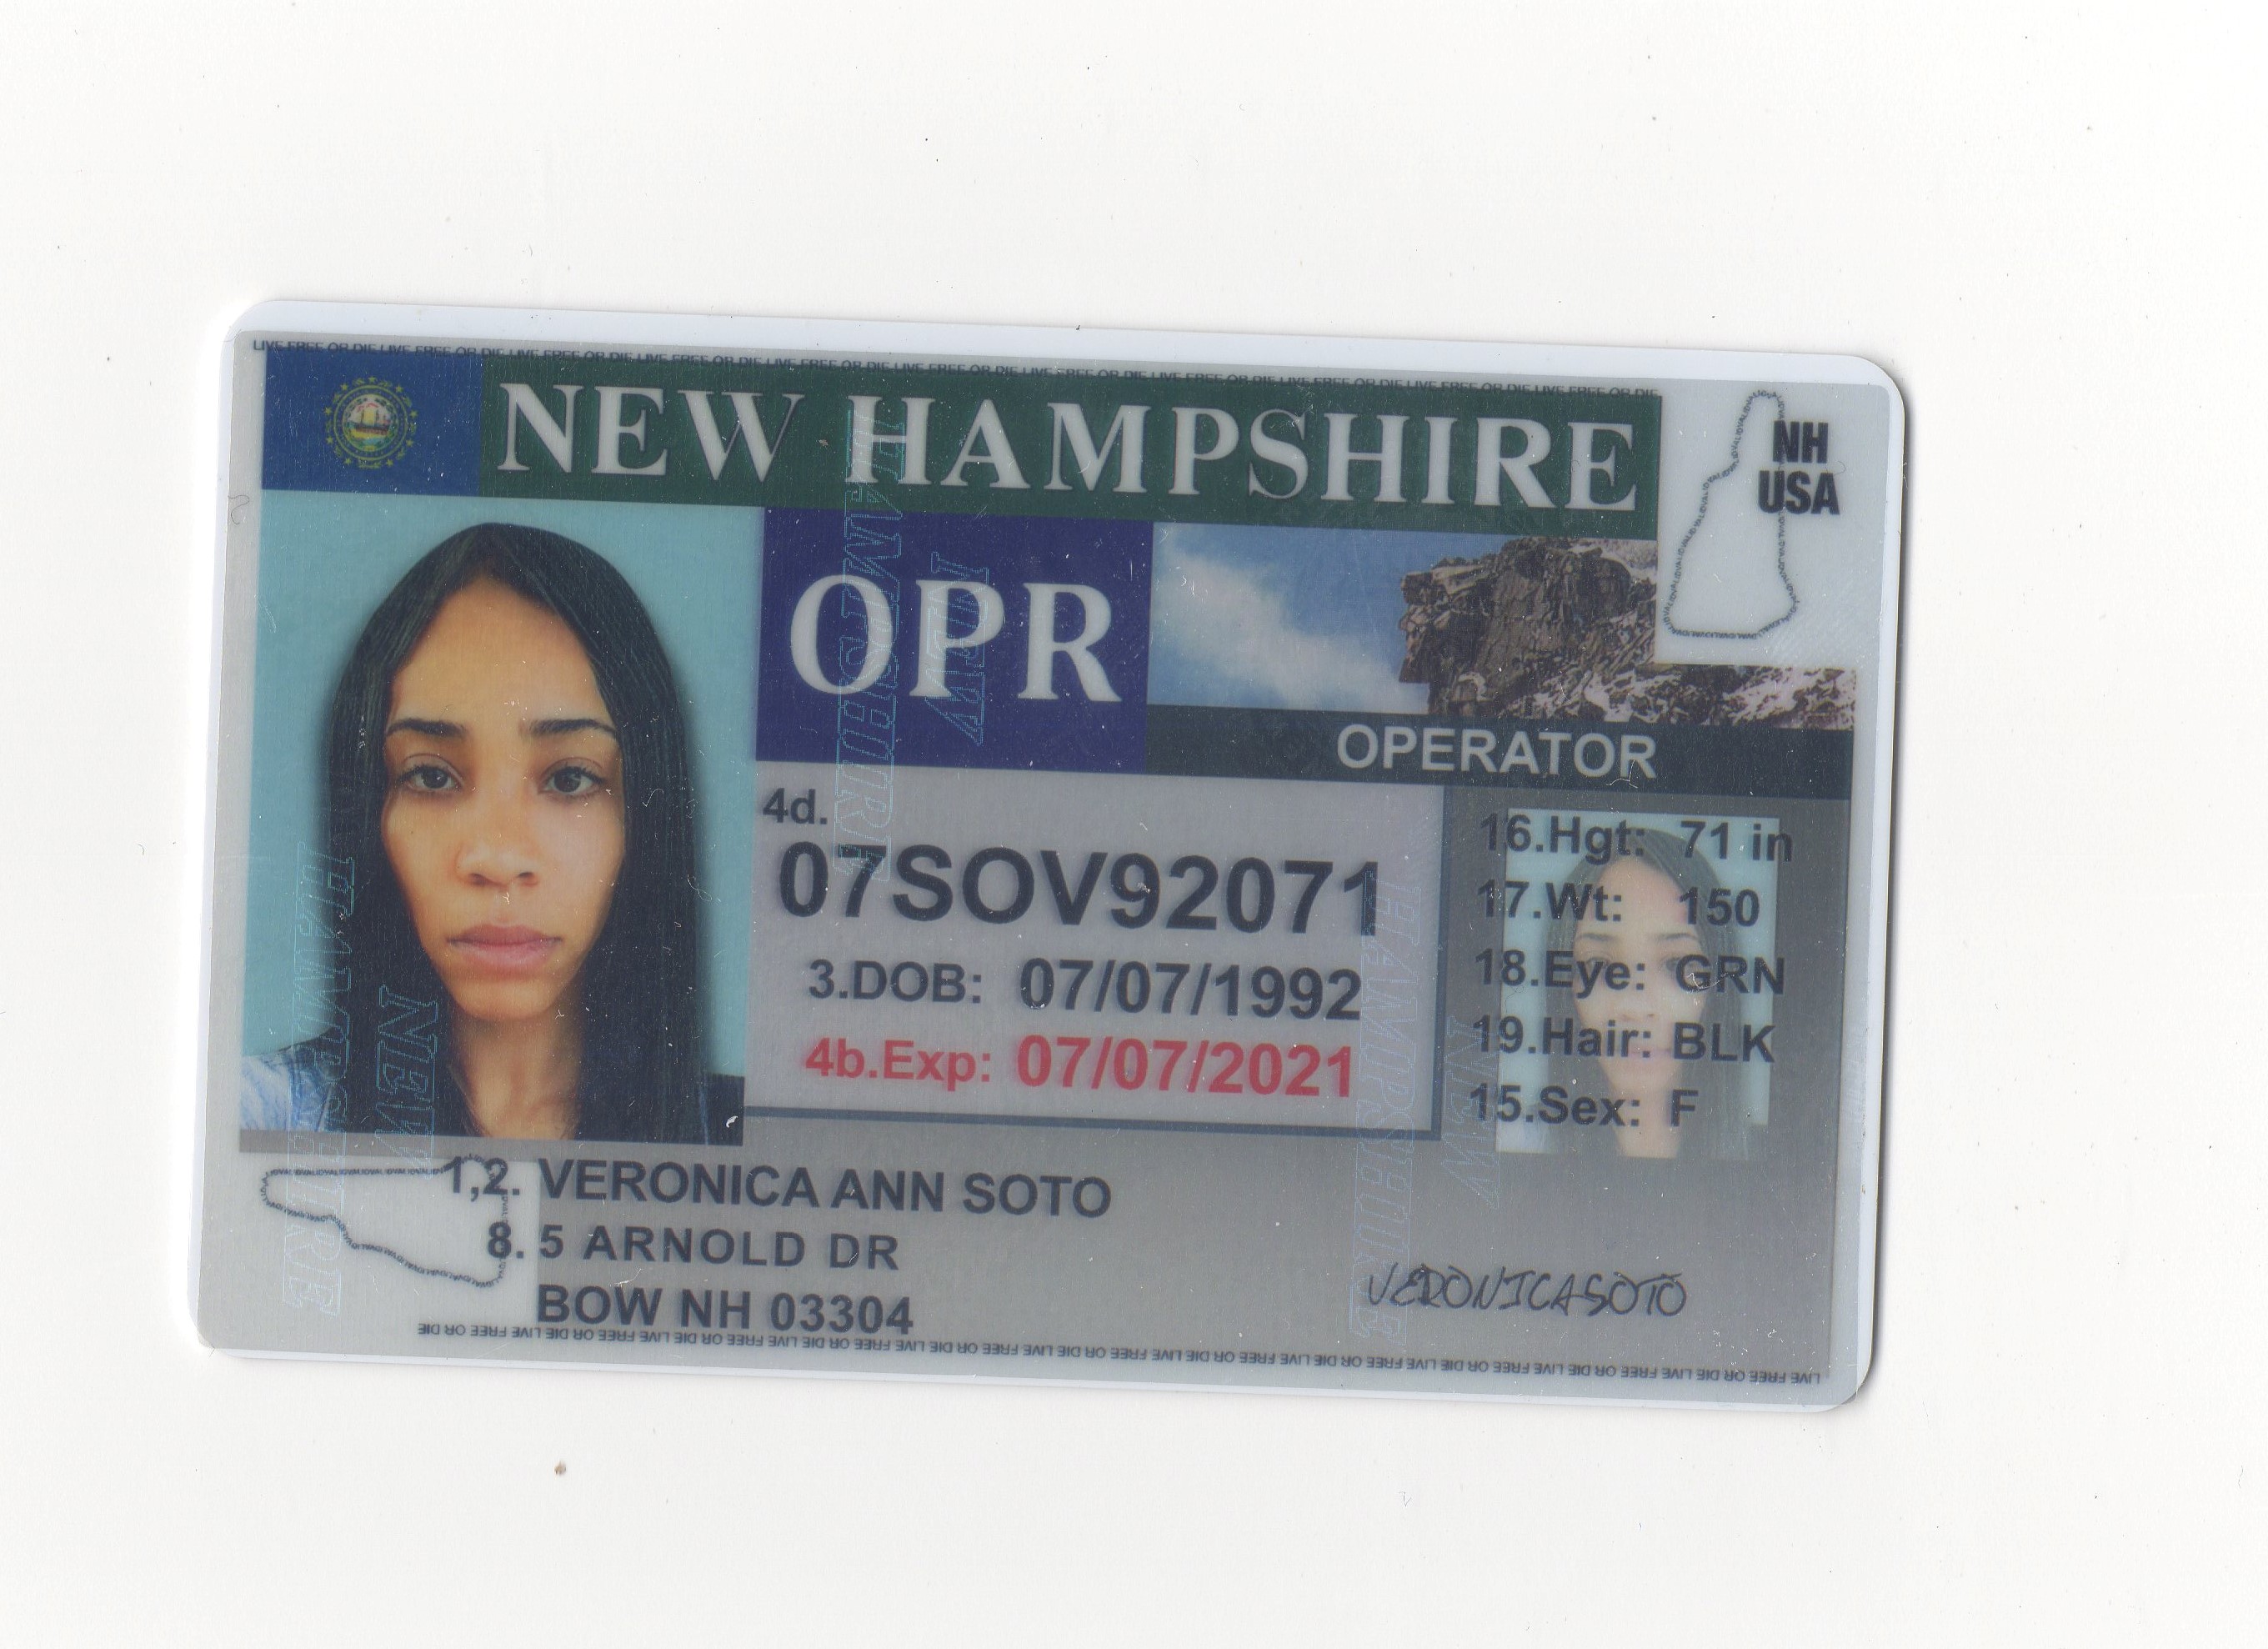 LIVE FREE OR DIE LIVE FREE OR DIE LIVE FREE OR DIE LIVE FREE OR DIE LIVE FREE OR DIE LIVE FREE OR DIE LIVE FREE OR DIE LIVE FREE OR DIE LIVE FREE OR DIE LIVE FREE OR DIE LIVE FREE OR DIE
NEW HAMPSHIRE
NH
USA
OPR
OPERATOR
4d.
07SOV92071
3.DOB: 07/07/1992
4b.Exp: 07/07/2021
16.Hgt: 71 in
17.Wt: 150
18.Eye: GRN
19.Hair: BLK
15.Sex: F
1,2. VERONICA ANN SOTO
8. 5 ARNOLD DR
BOW NH 03304
VERONICA SOTO
LIVE FREE OR DIE LIVE FREE OR DIE LIVE FREE OR DIE LIVE FREE OR DIE LIVE FREE OR DIE LIVE FREE OR DIE LIVE FREE OR DIE LIVE FREE OR DIE LIVE FREE OR DIE LIVE FREE OR DIE LIVE FREE OR DIE
NEW HAMPSHIRE
NEW HAMPSHIRE
NEW HAMPSHIRE